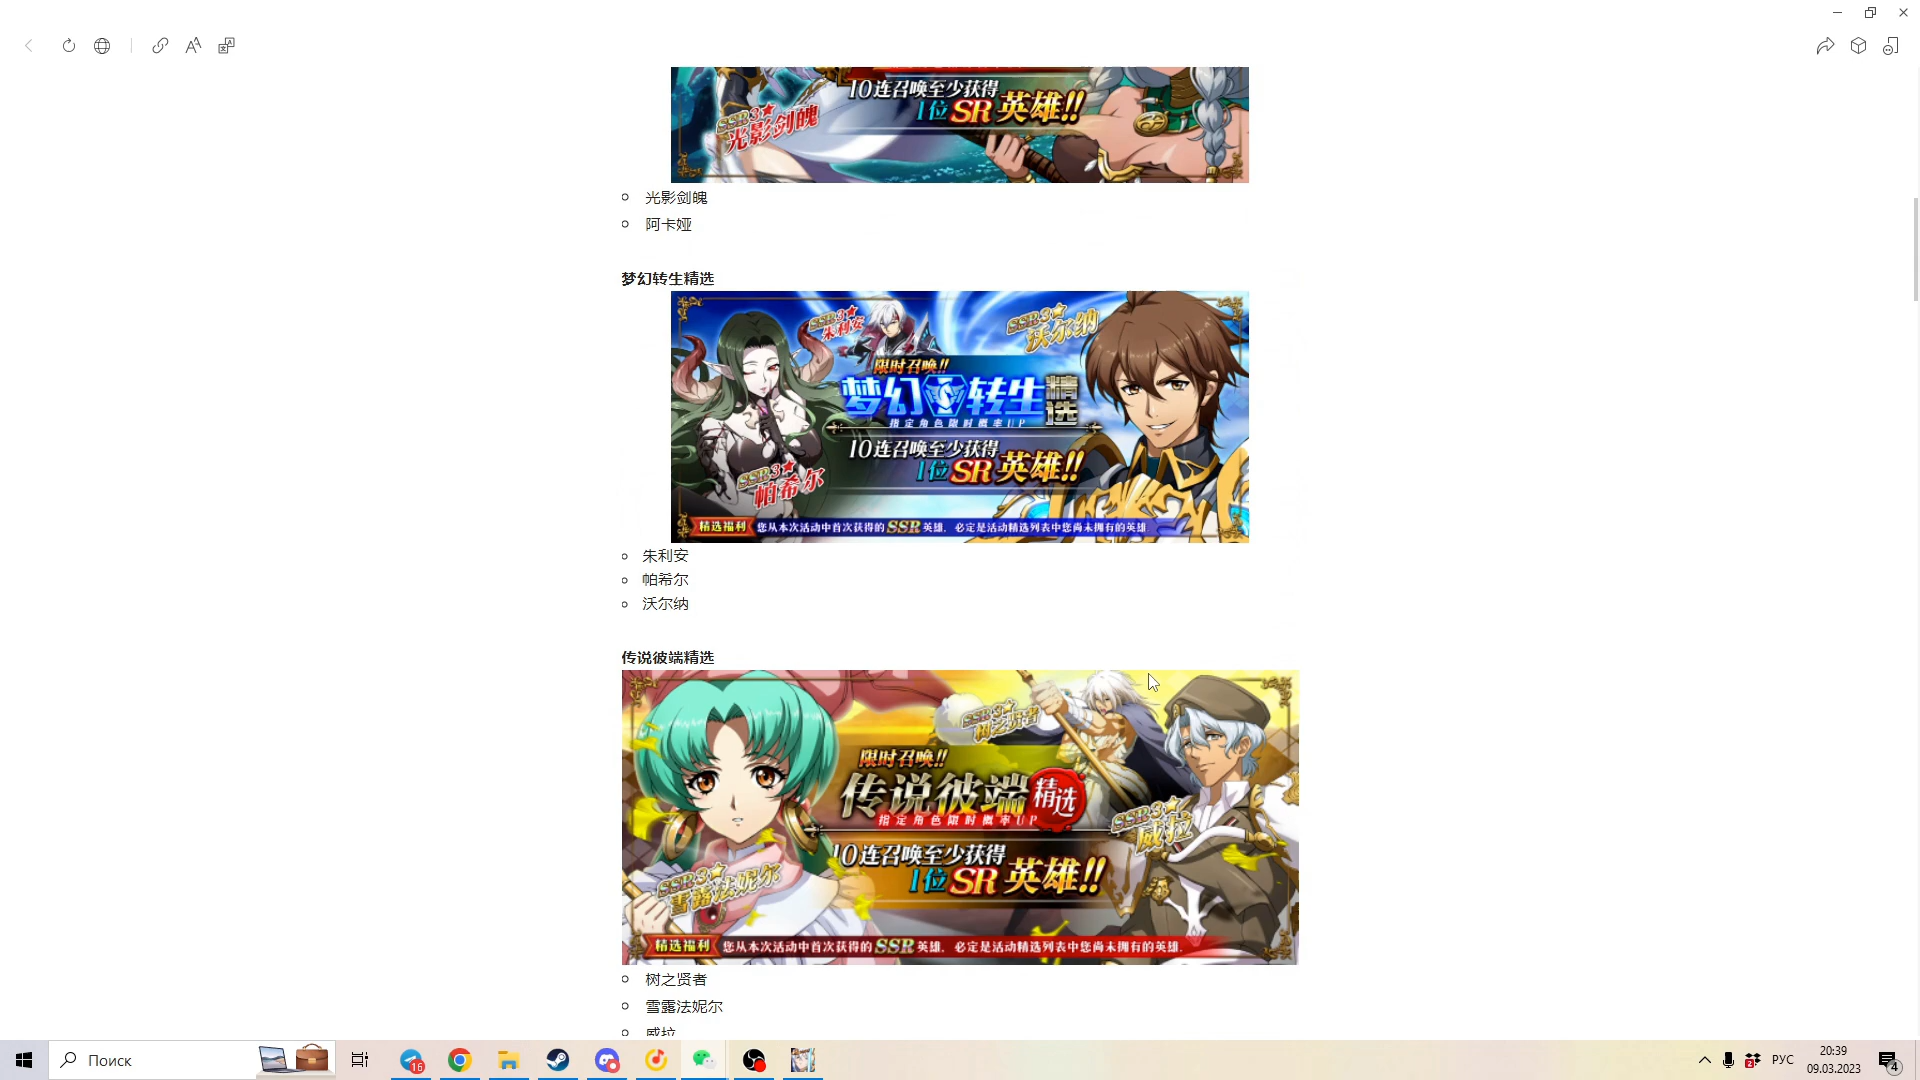 10连召唤至少获得
1位SR英雄!!
SSR3★
光影剑魄
光影剑魄
阿卡娅
梦幻转生精选
SSR3★
朱利安
SSR3★
沃尔纳
限时召唤!!
梦幻转生精选
指定角色限时概率UP
10连召唤至少获得
1位SR英雄!!
SSR3★
帕希尔
精选福利 您从本次活动中首次获得的SSR英雄，必定是活动精选列表中您尚未拥有的英雄
朱利安
帕希尔
沃尔纳
传说彼端精选
SSR3★
树之贤者
限时召唤!!
传说彼端精选
指定角色限时概率UP
SSR3★
威拉
10连召唤至少获得
1位SR英雄!!
SSR3★
雪露法妮尔
精选福利 您从本次活动中首次获得的SSR英雄，必定是活动精选列表中您尚未拥有的英雄.
树之贤者
雪露法妮尔
威拉
Поиск
16
2
РУС
20:39
09.03.2023
4